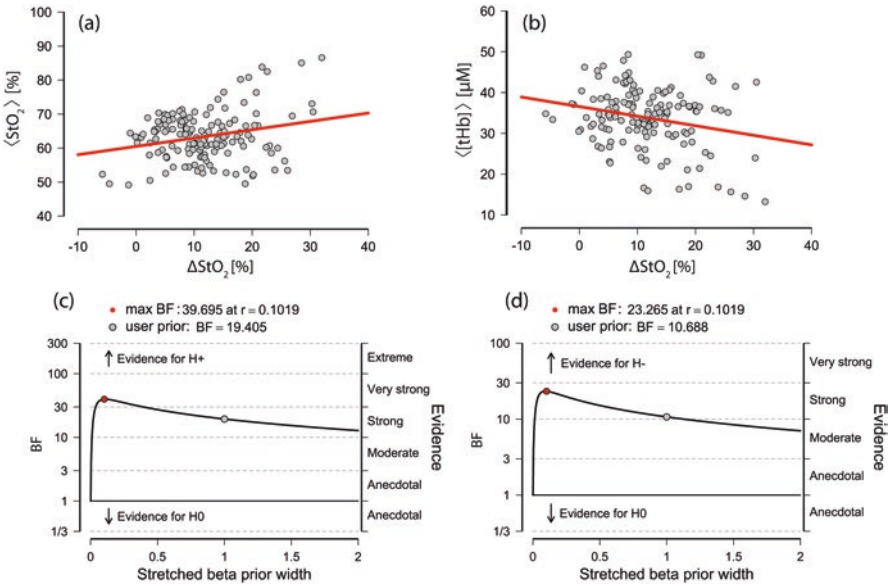 (a)
100
90
80
70
60
50
⟨StO₂⟩ [%]
-10 0 10 20 30 40
ΔStO₂ [%]
(b)
60
50
40
30
20
10
⟨[tHb]⟩ [µM]
-10 0 10 20 30 40
ΔStO₂ [%]
(c)
max BF: 39.695 at r = 0.1019
user prior: BF = 19.405
300
100
30
10
3
1
1/3
BF
↑ Evidence for H+
↓ Evidence for H0
Extreme
Very strong
Strong
Moderate
Anecdotal
Anecdotal
Evidence
0 0.5 1 1.5 2
Stretched beta prior width
(d)
max BF: 23.265 at r = 0.1019
user prior: BF = 10.688
100
30
10
3
1
1/3
BF
↑ Evidence for H-
↓ Evidence for H0
Very strong
Strong
Moderate
Anecdotal
Anecdotal
Evidence
0 0.5 1 1.5 2
Stretched beta prior width